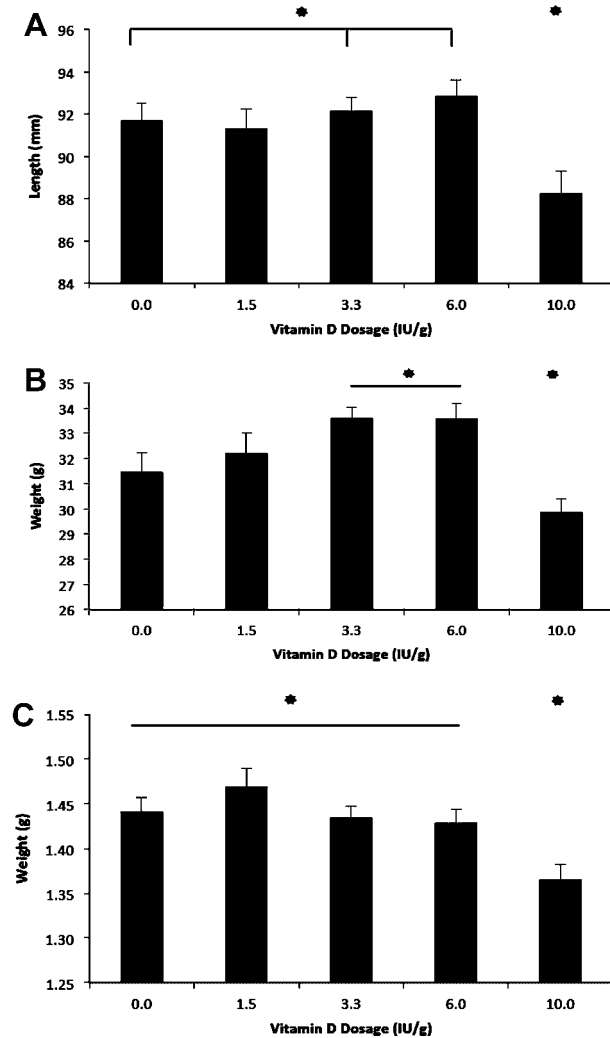 A
96
94
92
90
88
86
84
Length (mm)
0.0 1.5 3.3 6.0 10.0
Vitamin D Dosage (IU/g)
B
35
34
33
32
31
30
29
28
27
26
Weight (g)
0.0 1.5 3.3 6.0 10.0
Vitamin D Dosage (IU/g)
C
1.55
1.50
1.45
1.40
1.35
1.30
1.25
Weight (g)
0.0 1.5 3.3 6.0 10.0
Vitamin D Dosage (IU/g)